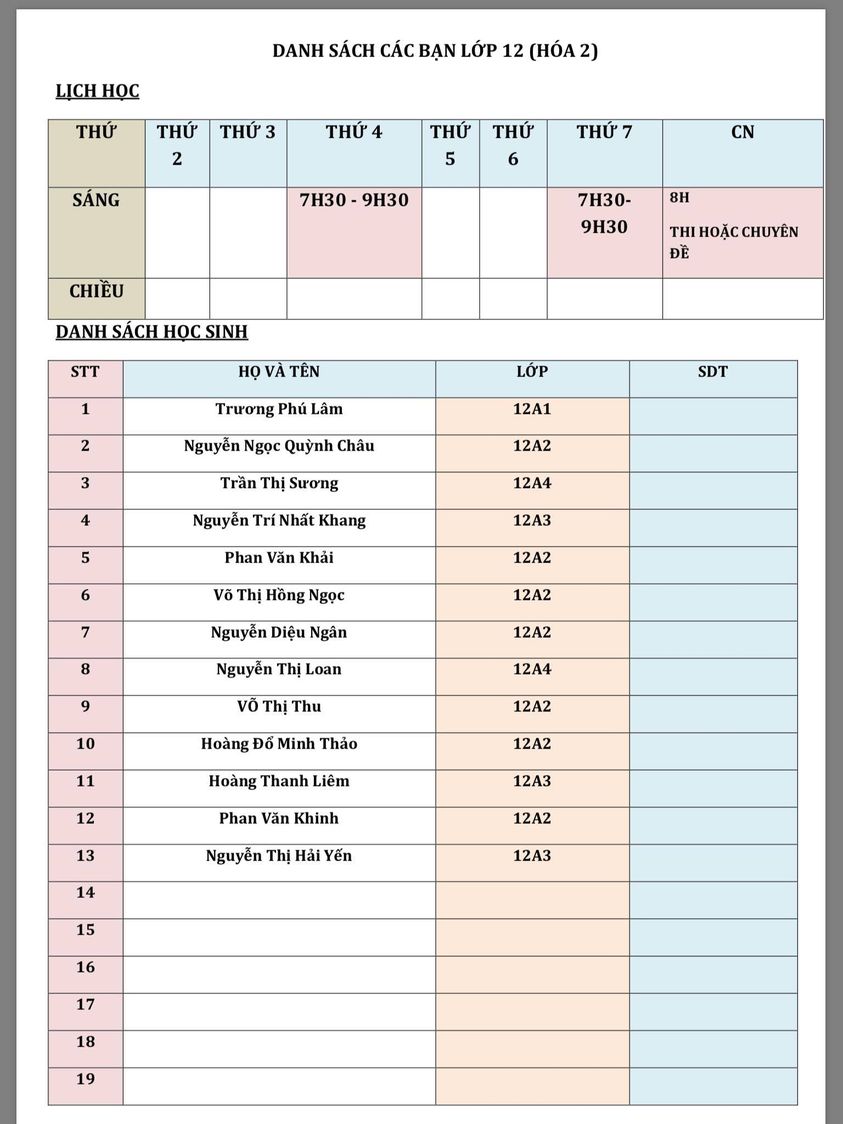 DANH SÁCH CÁC BẠN LỚP 12 (HÓA 2)
LỊCH HỌC
THỨ THỨ 2 THỨ 3 THỨ 4 THỨ 5 THỨ 6 THỨ 7 CN
SÁNG 7H30 - 9H30 7H30-9H30 8H
THI HOẶC CHUYÊN
ĐỀ
CHIỀU
DANH SÁCH HỌC SINH
STT HỌ VÀ TÊN LỚP SDT
1 Trương Phú Lâm 12A1
2 Nguyễn Ngọc Quỳnh Châu 12A2
3 Trần Thị Sương 12A4
4 Nguyễn Trí Nhất Khang 12A3
5 Phan Văn Khải 12A2
6 Võ Thị Hồng Ngọc 12A2
7 Nguyễn Diệu Ngân 12A2
8 Nguyễn Thị Loan 12A4
9 VÕ Thị Thu 12A2
10 Hoàng Đổ Minh Thảo 12A2
11 Hoàng Thanh Liêm 12A3
12 Phan Văn Khinh 12A2
13 Nguyễn Thị Hải Yến 12A3
14
15
16
17
18
19